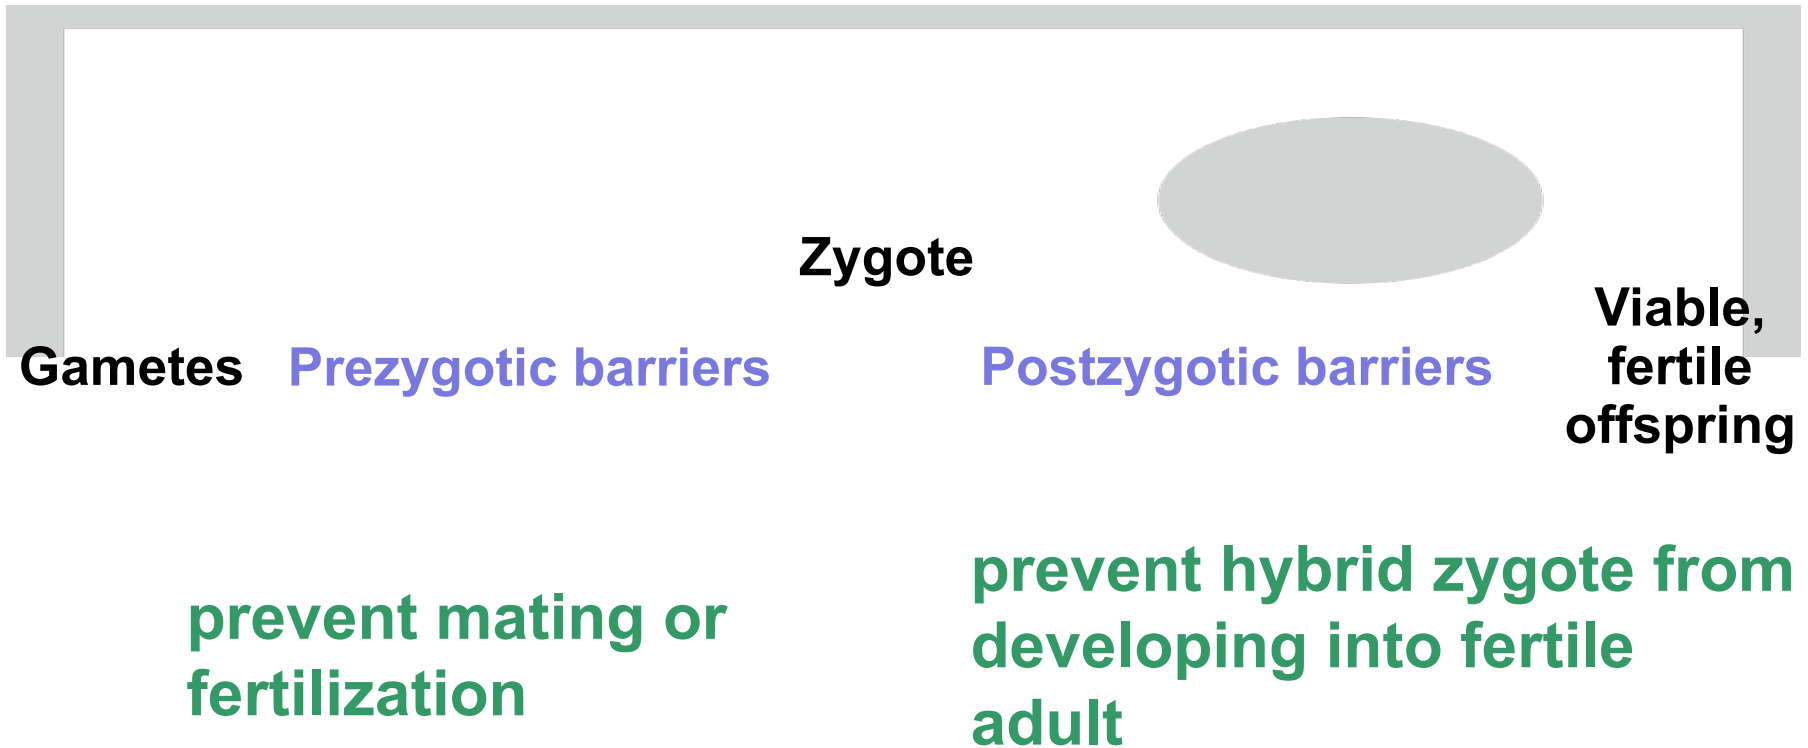 Zygote
Gametes
Prezygotic barriers
Postzygotic barriers
Viable,
fertile
offspring
prevent mating or
fertilization
prevent hybrid zygote from
developing into fertile
adult